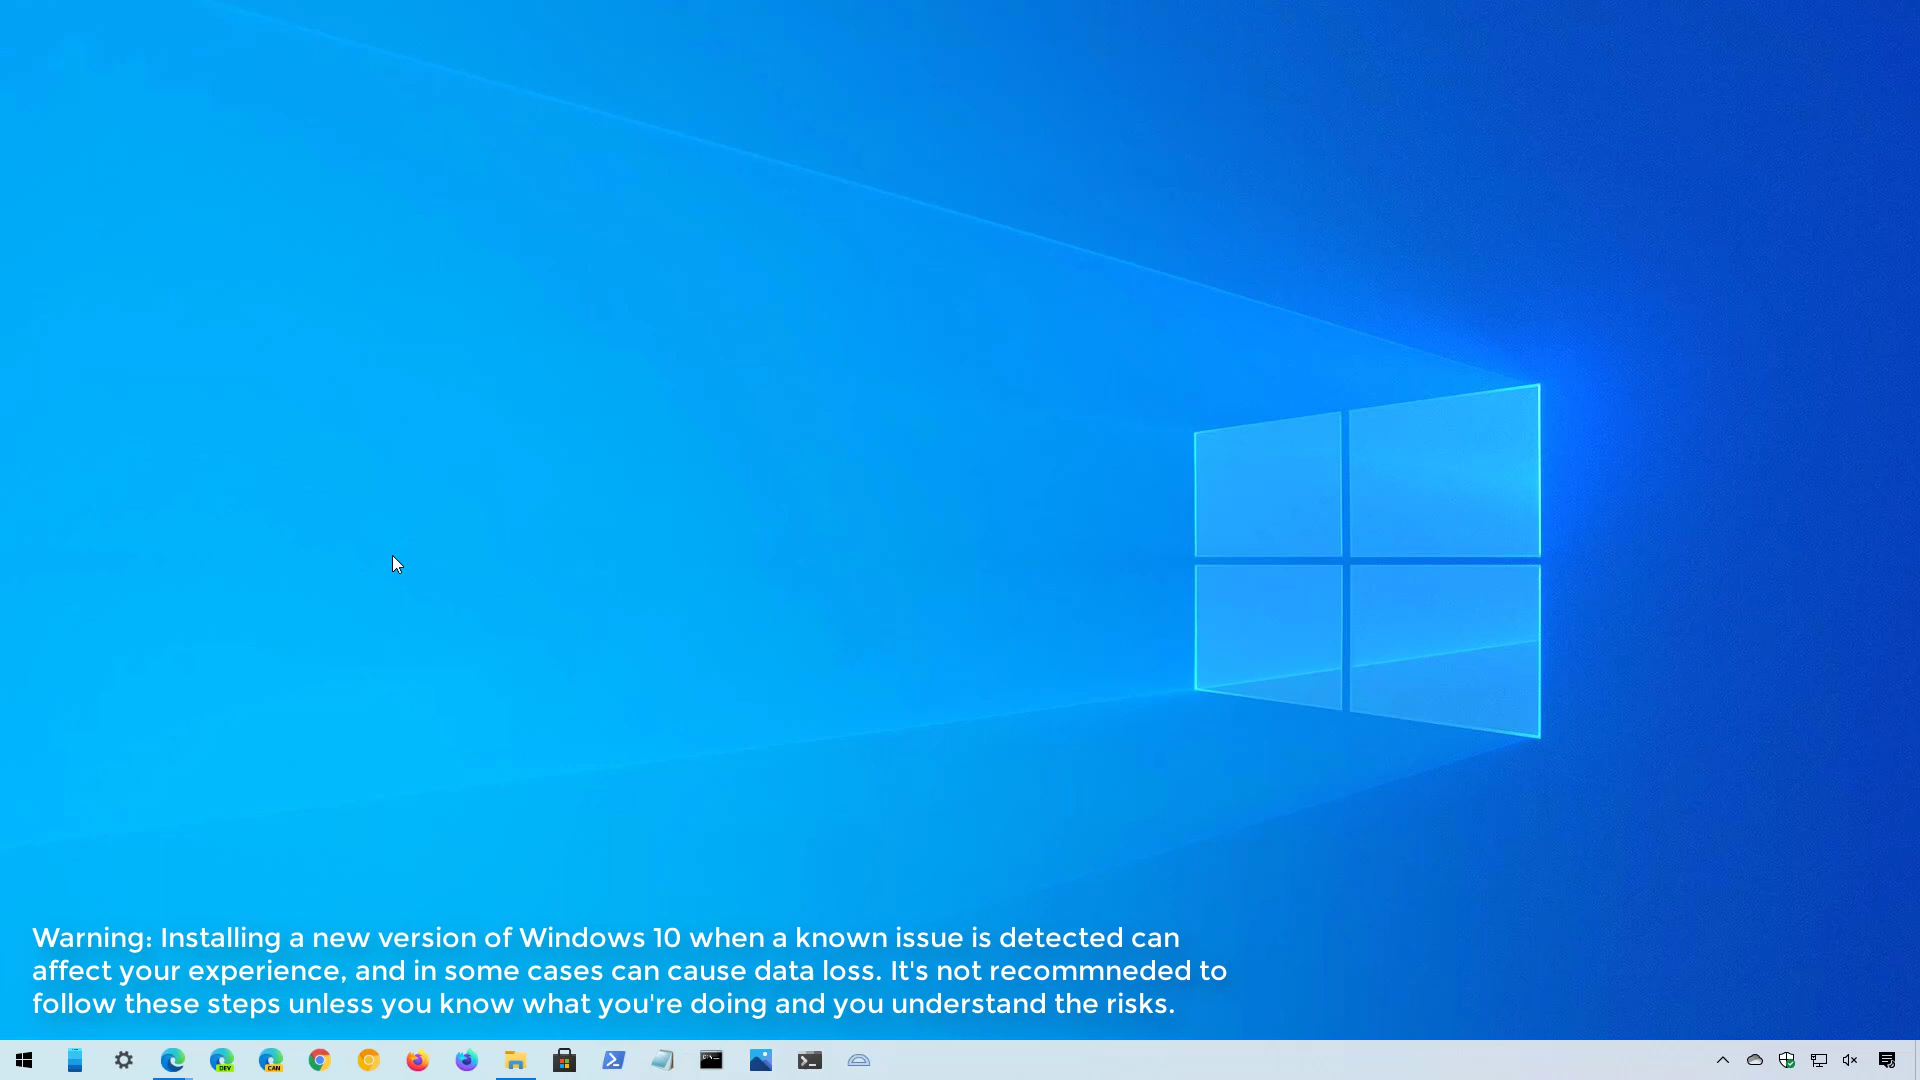 Warning: Installing a new version of Windows 10 when a known issue is detected can
affect your experience, and in some cases can cause data loss. It's not recommneded to
follow these steps unless you know what you're doing and you understand the risks.
DEV
CAN